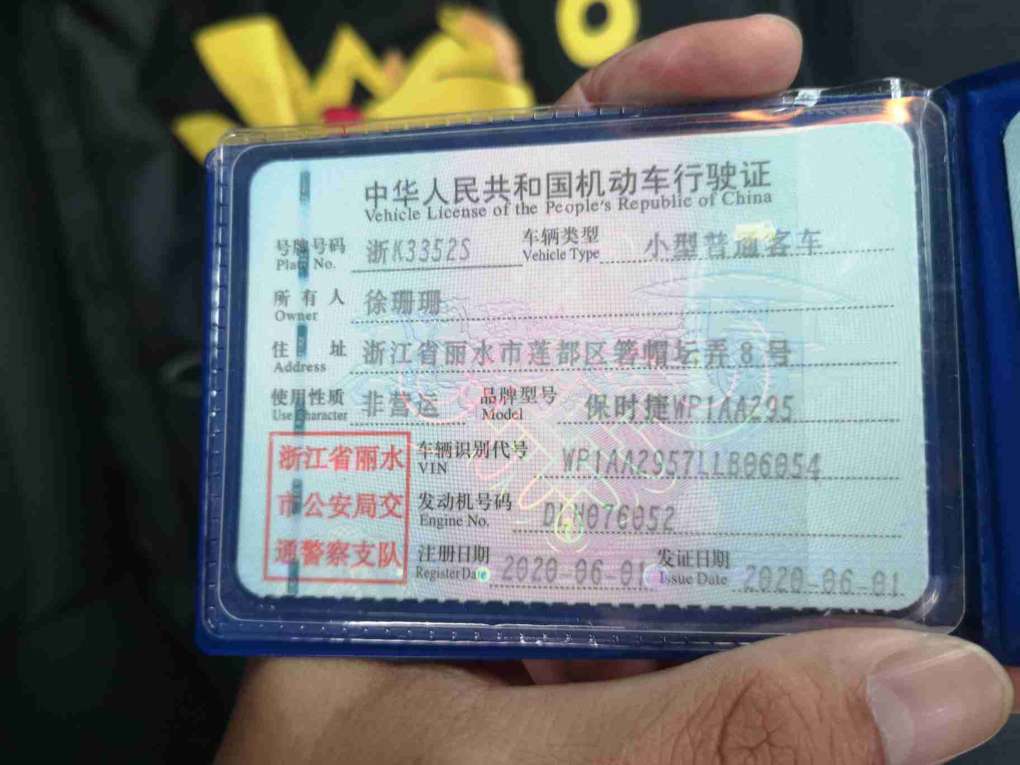 中华人民共和国机动车行驶证
Vehicle License of the People's Republic of China
号牌号码 浙K3352S 车辆类型 小型普通客车
Plate No. Vehicle Type
所有人 徐珊珊
Owner
住址 浙江省丽水市莲都区箬帽坛弄8号
Address
使用性质 非营运 品牌型号 保时捷WP1AA295
Use Character Model
浙江省丽水 车辆识别代号 WP1AA2957LLB06054
VIN
市公安局交 发动机号码 DLH076052
Engine No.
通警察支队 注册日期 2020-06-01 发证日期 2020-06-01
Register Date Issue Date